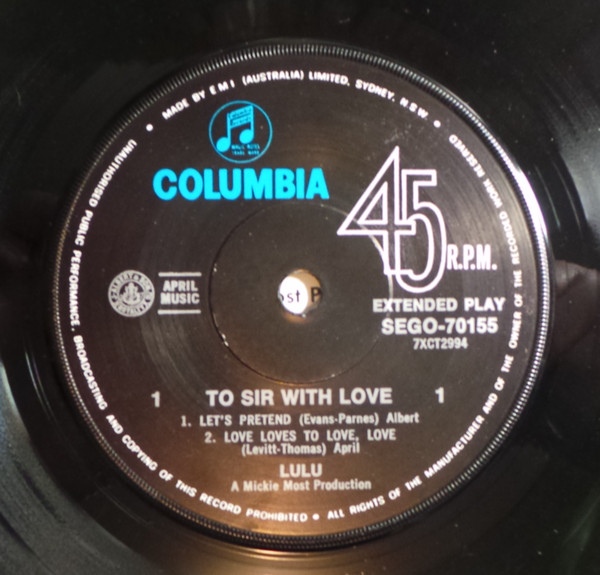 MADE BY E M I (AUSTRALIA) LIMITED, SYDNEY, N.S.W. •
UNAUTHORISED PUBLIC PERFORMANCE, BROADCASTING AND COPYING OF THIS RECORD PROHIBITED • ALL RIGHTS OF THE MANUFACTURER AND OF THE OWNER OF THE RECORDED WORK RESERVED •
COLUMBIA
45 R.P.M.
APRIL
MUSIC
ost P
EXTENDED PLAY
SEGO-70155
7XCT2994
1 TO SIR WITH LOVE 1
1. LET'S PRETEND (Evans-Parnes) Albert
2. LOVE LOVES TO LOVE, LOVE
(Levitt-Thomas) April
LULU
A Mickie Most Production